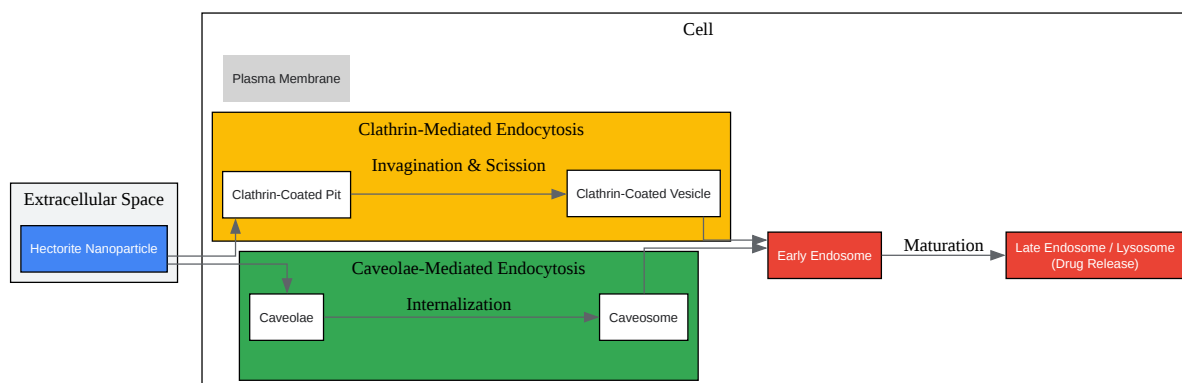 Cell
Plasma Membrane
Clathrin-Mediated Endocytosis
Invagination & Scission
Clathrin-Coated Pit
Clathrin-Coated Vesicle
Extracellular Space
Hectorite Nanoparticle
Caveolae-Mediated Endocytosis
Internalization
Caveolae
Caveosome
Early Endosome
Maturation
Late Endosome / Lysosome
(Drug Release)